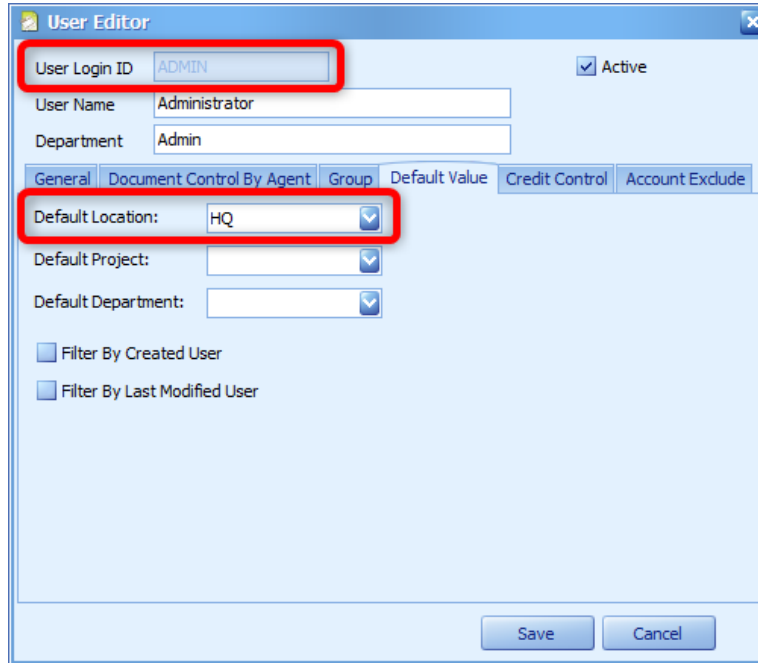 User Editor
User Login ID ADMIN Active
User Name Administrator
Department Admin
General Document Control By Agent Group Default Value Credit Control Account Exclude
Default Location: HQ
Default Project:
Default Department:
Filter By Created User
Filter By Last Modified User
Save Cancel